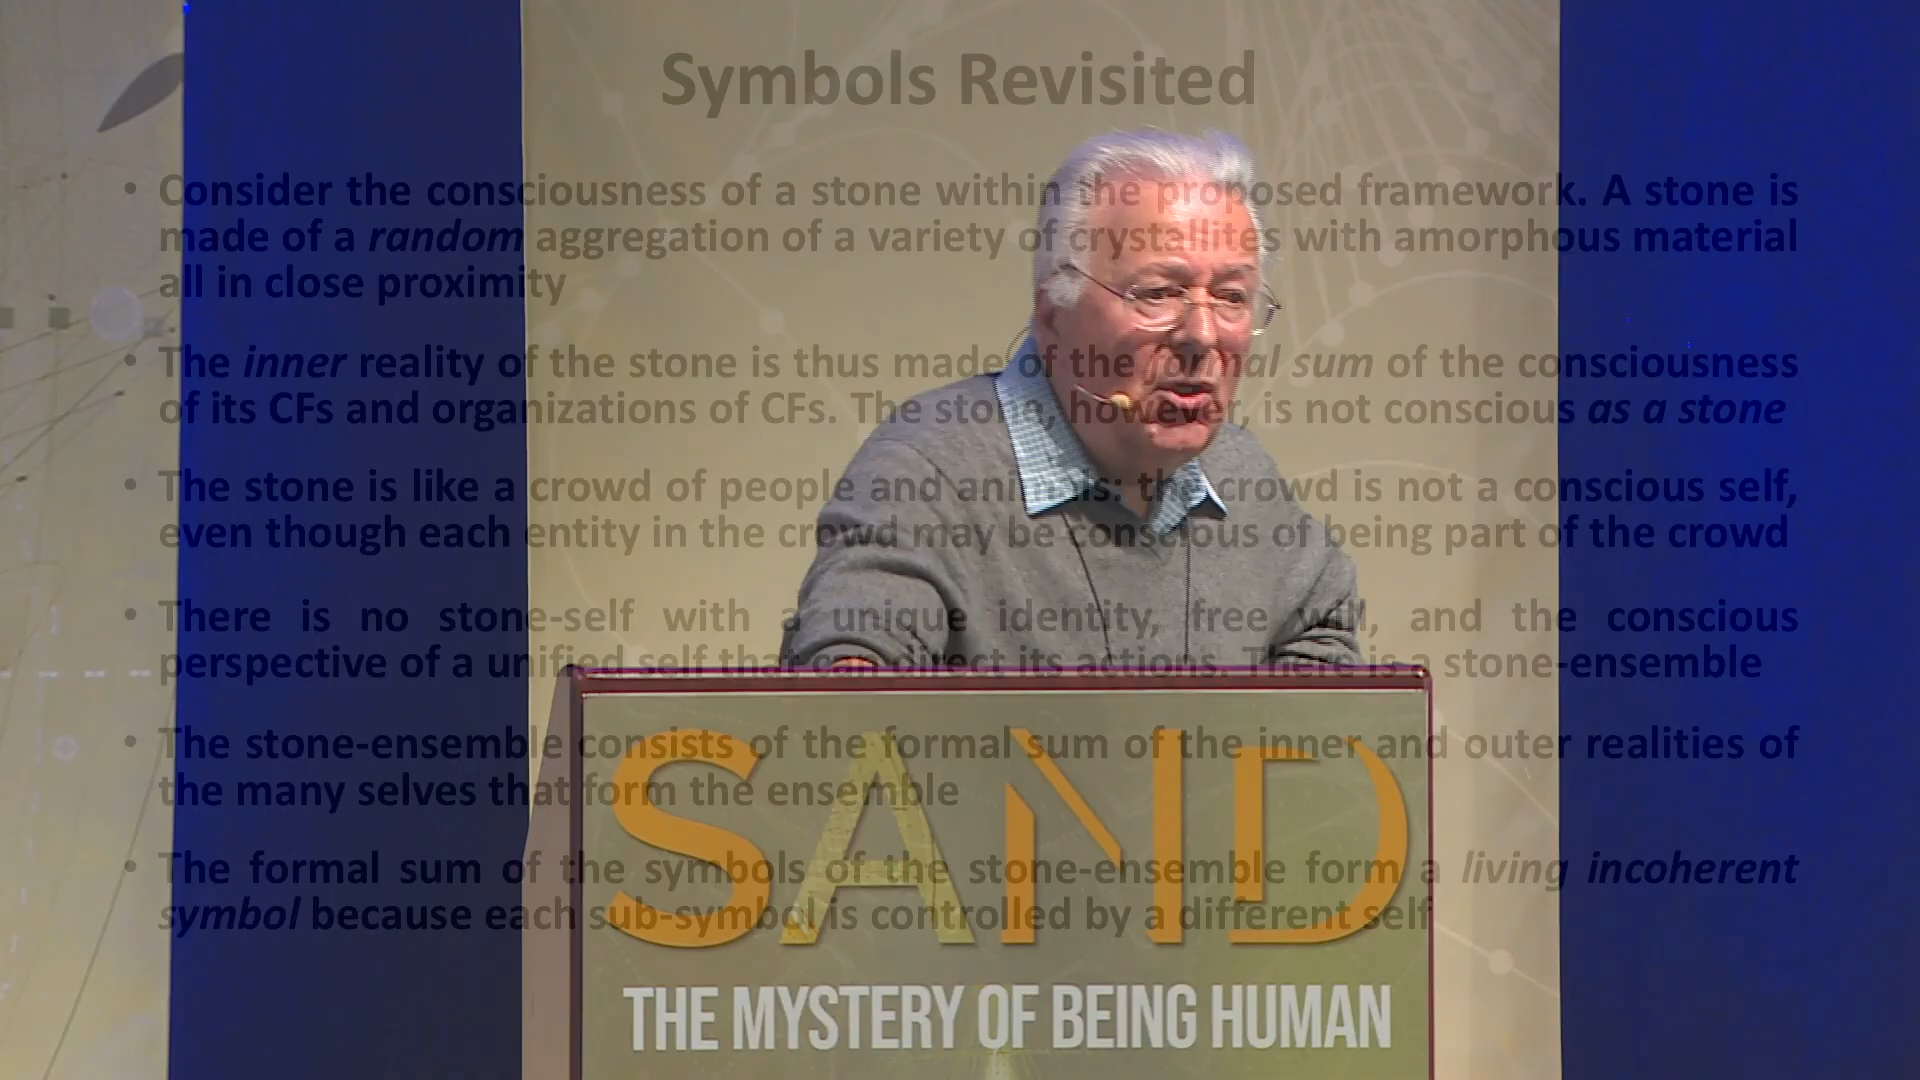 Symbols Revisited
• Consider the consciousness of a stone within the proposed framework. A stone is
made of a random aggregation of a variety of crystallites with amorphous material
all in close proximity
• The inner reality of the stone is thus made of the formal sum of the consciousness
of its CFs and organizations of CFs. The stone, however, is not conscious as a stone
• The stone is like a crowd of people and animals: the crowd is not a conscious self,
even though each entity in the crowd may be conscious of being part of the crowd
• There is no stone-self with a unique identity, free will, and the conscious
perspective of a unified self that can direct its actions. There is a stone-ensemble
• The stone-ensemble consists of the formal sum of the inner and outer realities of
the many selves that form the ensemble
• The formal sum of the symbols of the stone-ensemble form a living incoherent
symbol because each sub-symbol is controlled by a different self
SAND
THE MYSTERY OF BEING HUMAN